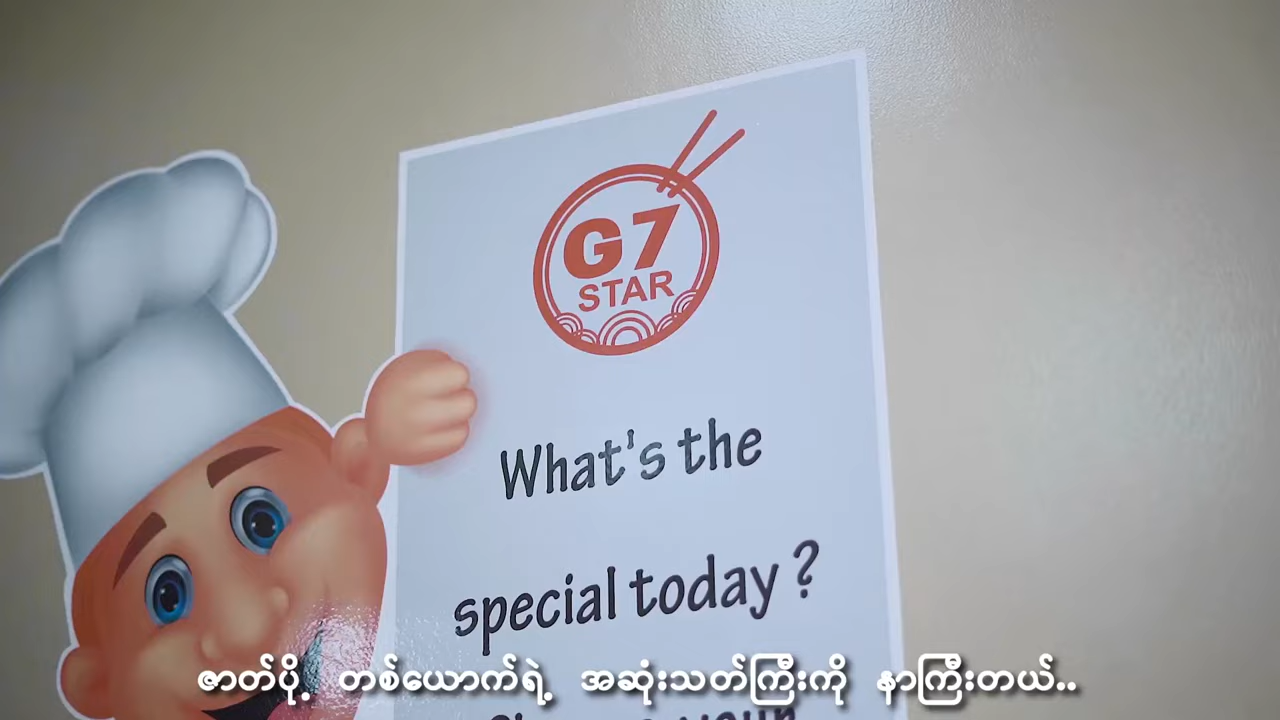 G7
STAR
What's the
special today ?
ဇာတ်ပို့ တစ်ယောက်ရဲ့ အဆုံးသတ်ကြီးကို နာကြီးတယ်..